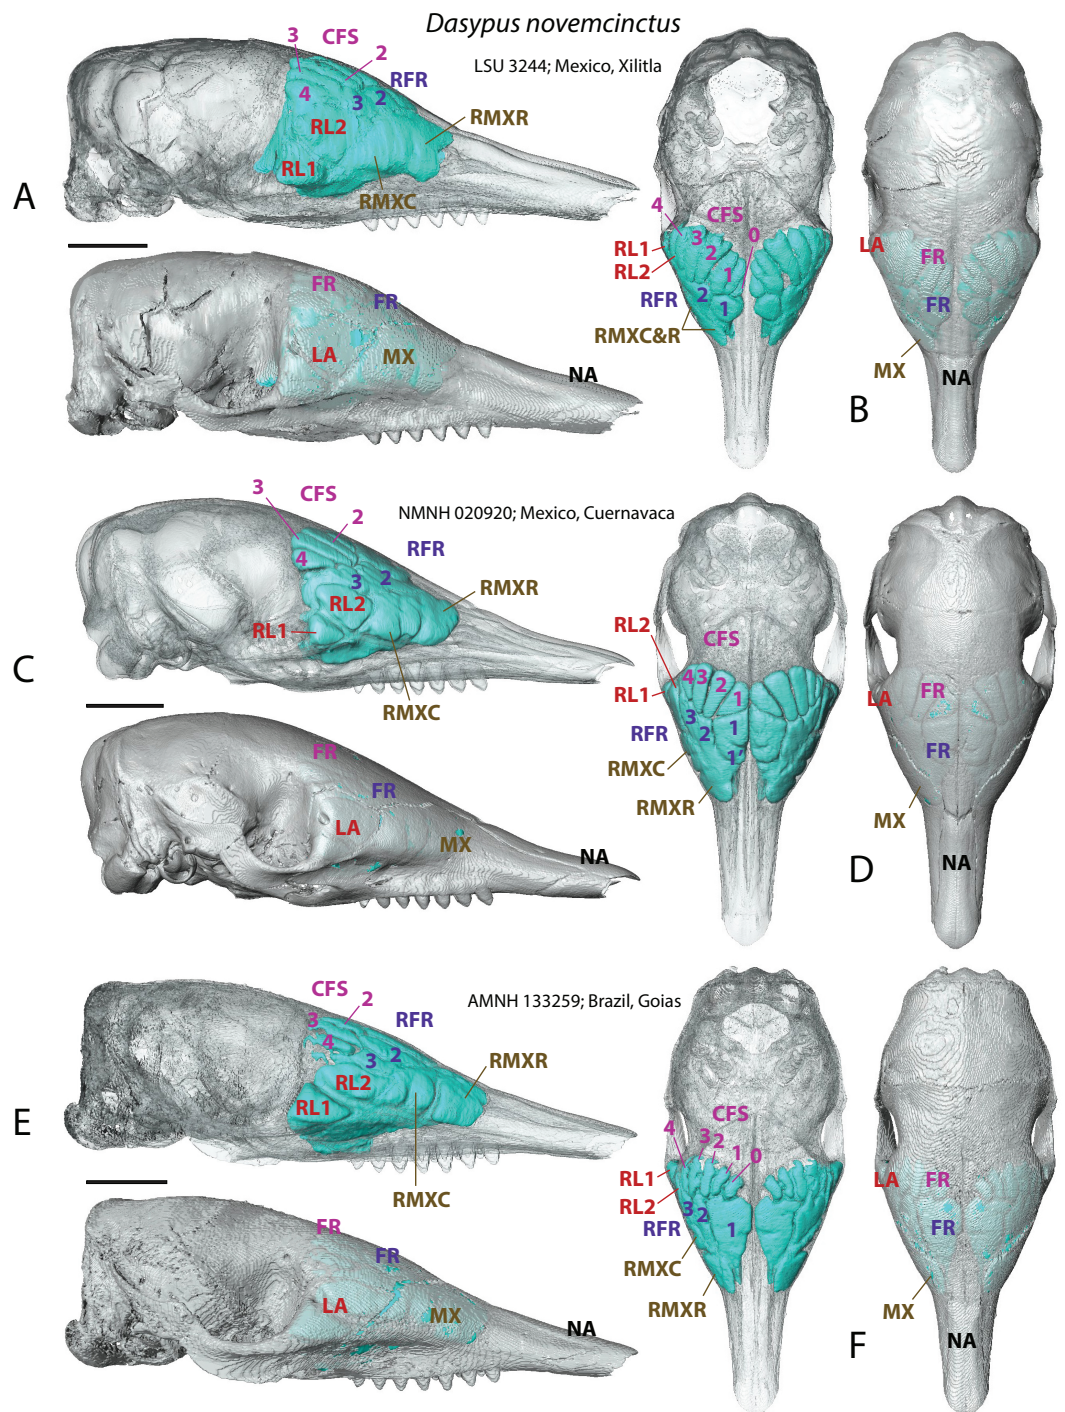 Dasypus novemcinctus
LSU 3244; Mexico, Xilitla
A
3
CFS
2
4
RFR
3
2
RL2
RMXR
RL1
RMXC
FR
FR
LA
MX
NA
B
4
CFS
3
2
0
RL1
RL2
1
RFR
2
1
RMXC&R
LA
FR
FR
MX
NA
C
NMNH 020920; Mexico, Cuernavaca
3
CFS
2
4
RFR
3
2
RL2
RMXR
RL1
RMXC
FR
FR
LA
MX
NA
D
RL2
CFS
4
3
2
1
RL1
3
RFR
2
1
RMXC
1'
RMXR
LA
FR
FR
MX
NA
E
AMNH 133259; Brazil, Goias
CFS
2
3
RFR
4
2
3
RL2
RMXR
RL1
RMXC
FR
FR
LA
MX
NA
F
CFS
4
3
2
1
0
RL1
RL2
3
2
RFR
1
RMXC
RMXR
LA
FR
FR
MX
NA